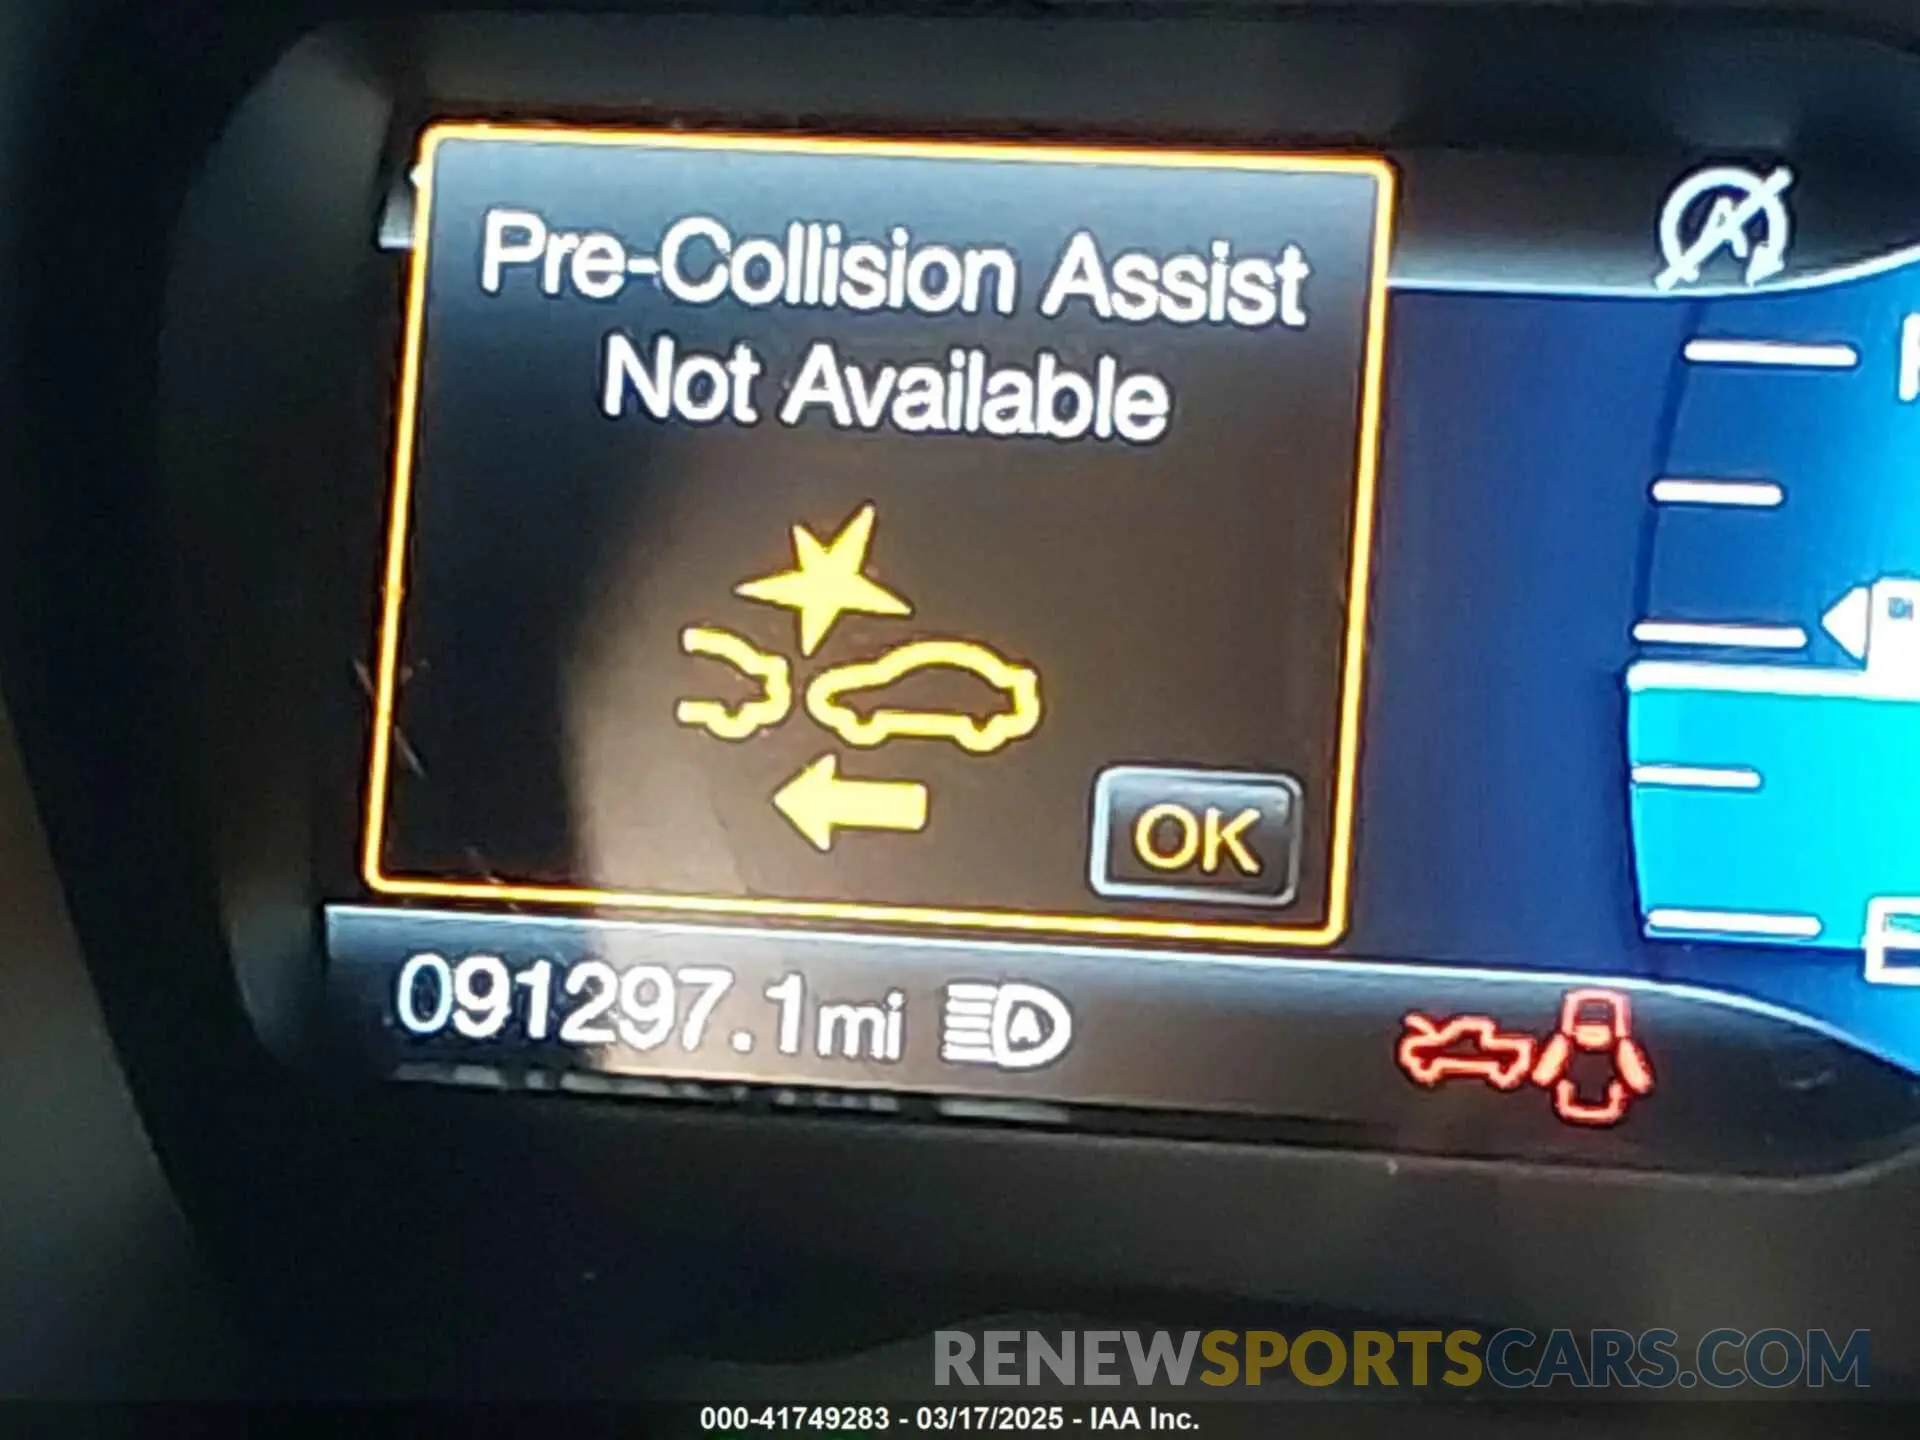 Pre-Collision Assist
Not Available
OK
091297.1mi
E
RENEWSPORTSCARS.COM
000-41749283 - 03/17/2025 - IAA Inc.